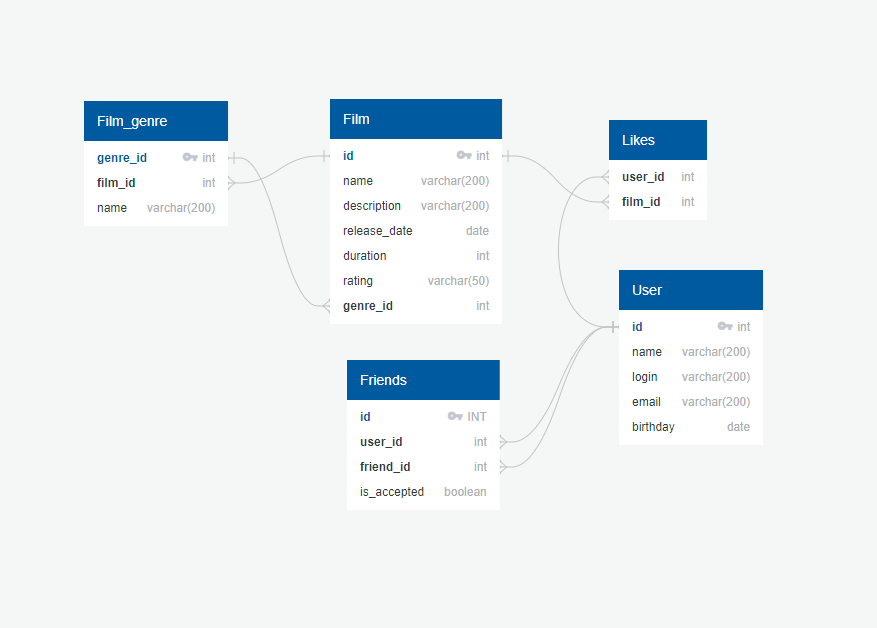 Film_genre
genre_id int
film_id int
name varchar(200)
Film
id int
name varchar(200)
description varchar(200)
release_date date
duration int
rating varchar(50)
genre_id int
Likes
user_id int
film_id int
User
id int
name varchar(200)
login varchar(200)
email varchar(200)
birthday date
Friends
id INT
user_id int
friend_id int
is_accepted boolean